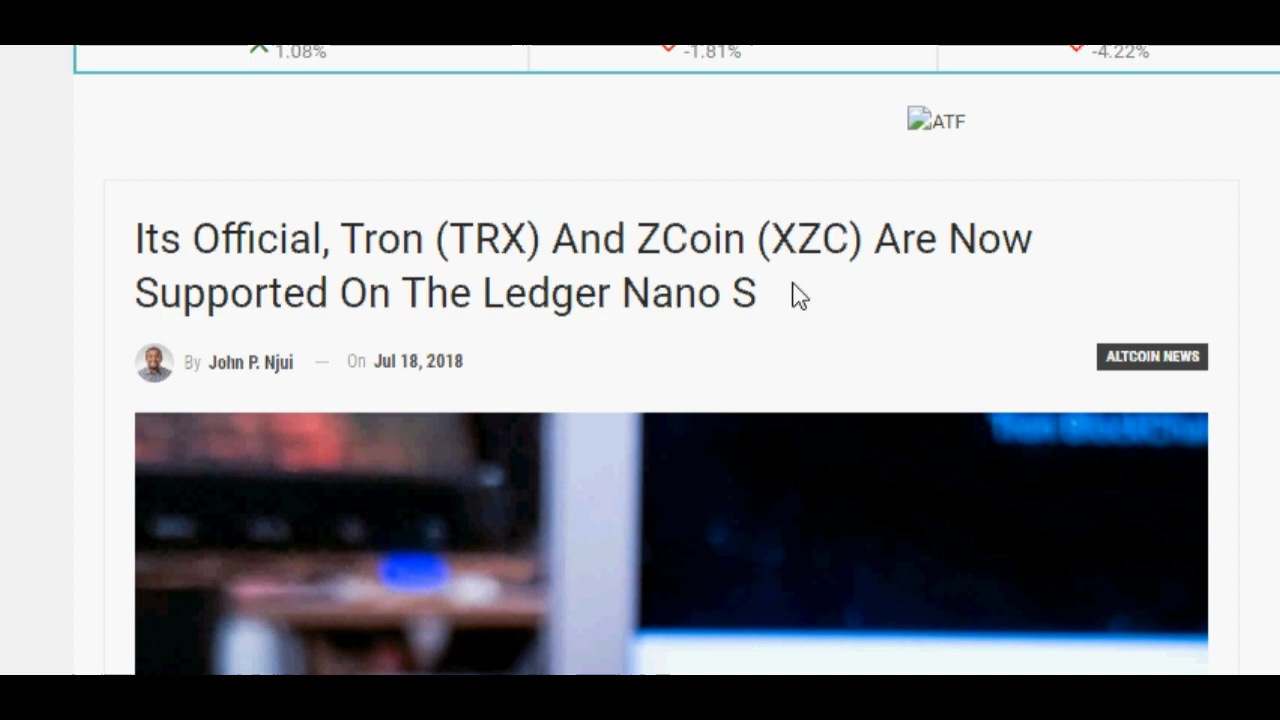 1.08% -1.81% -4.22%
ATF
Its Official, Tron (TRX) And ZCoin (XZC) Are Now
Supported On The Ledger Nano S
By John P. Njui — On Jul 18, 2018
ALTCOIN NEWS